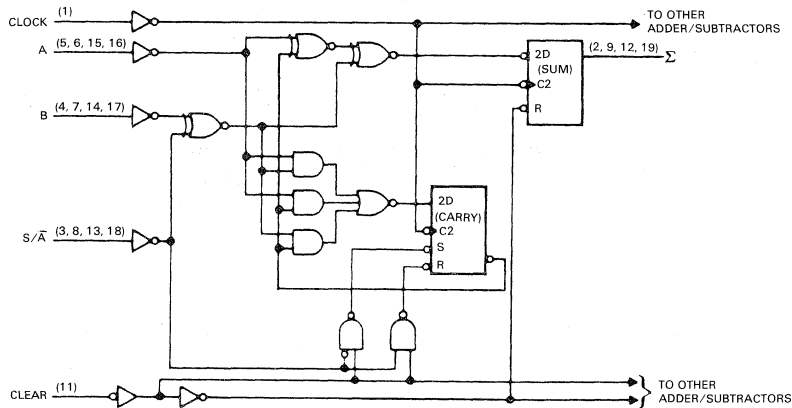 CLOCK (1)
TO OTHER
ADDER/SUBTRACTORS
A (5, 6, 15, 16)
2D
(SUM)
C2
R
(2, 9, 12, 19) Σ
B (4, 7, 14, 17)
2D
(CARRY)
C2
S
R
S/A̅ (3, 8, 13, 18)
CLEAR (11)
TO OTHER
ADDER/SUBTRACTORS